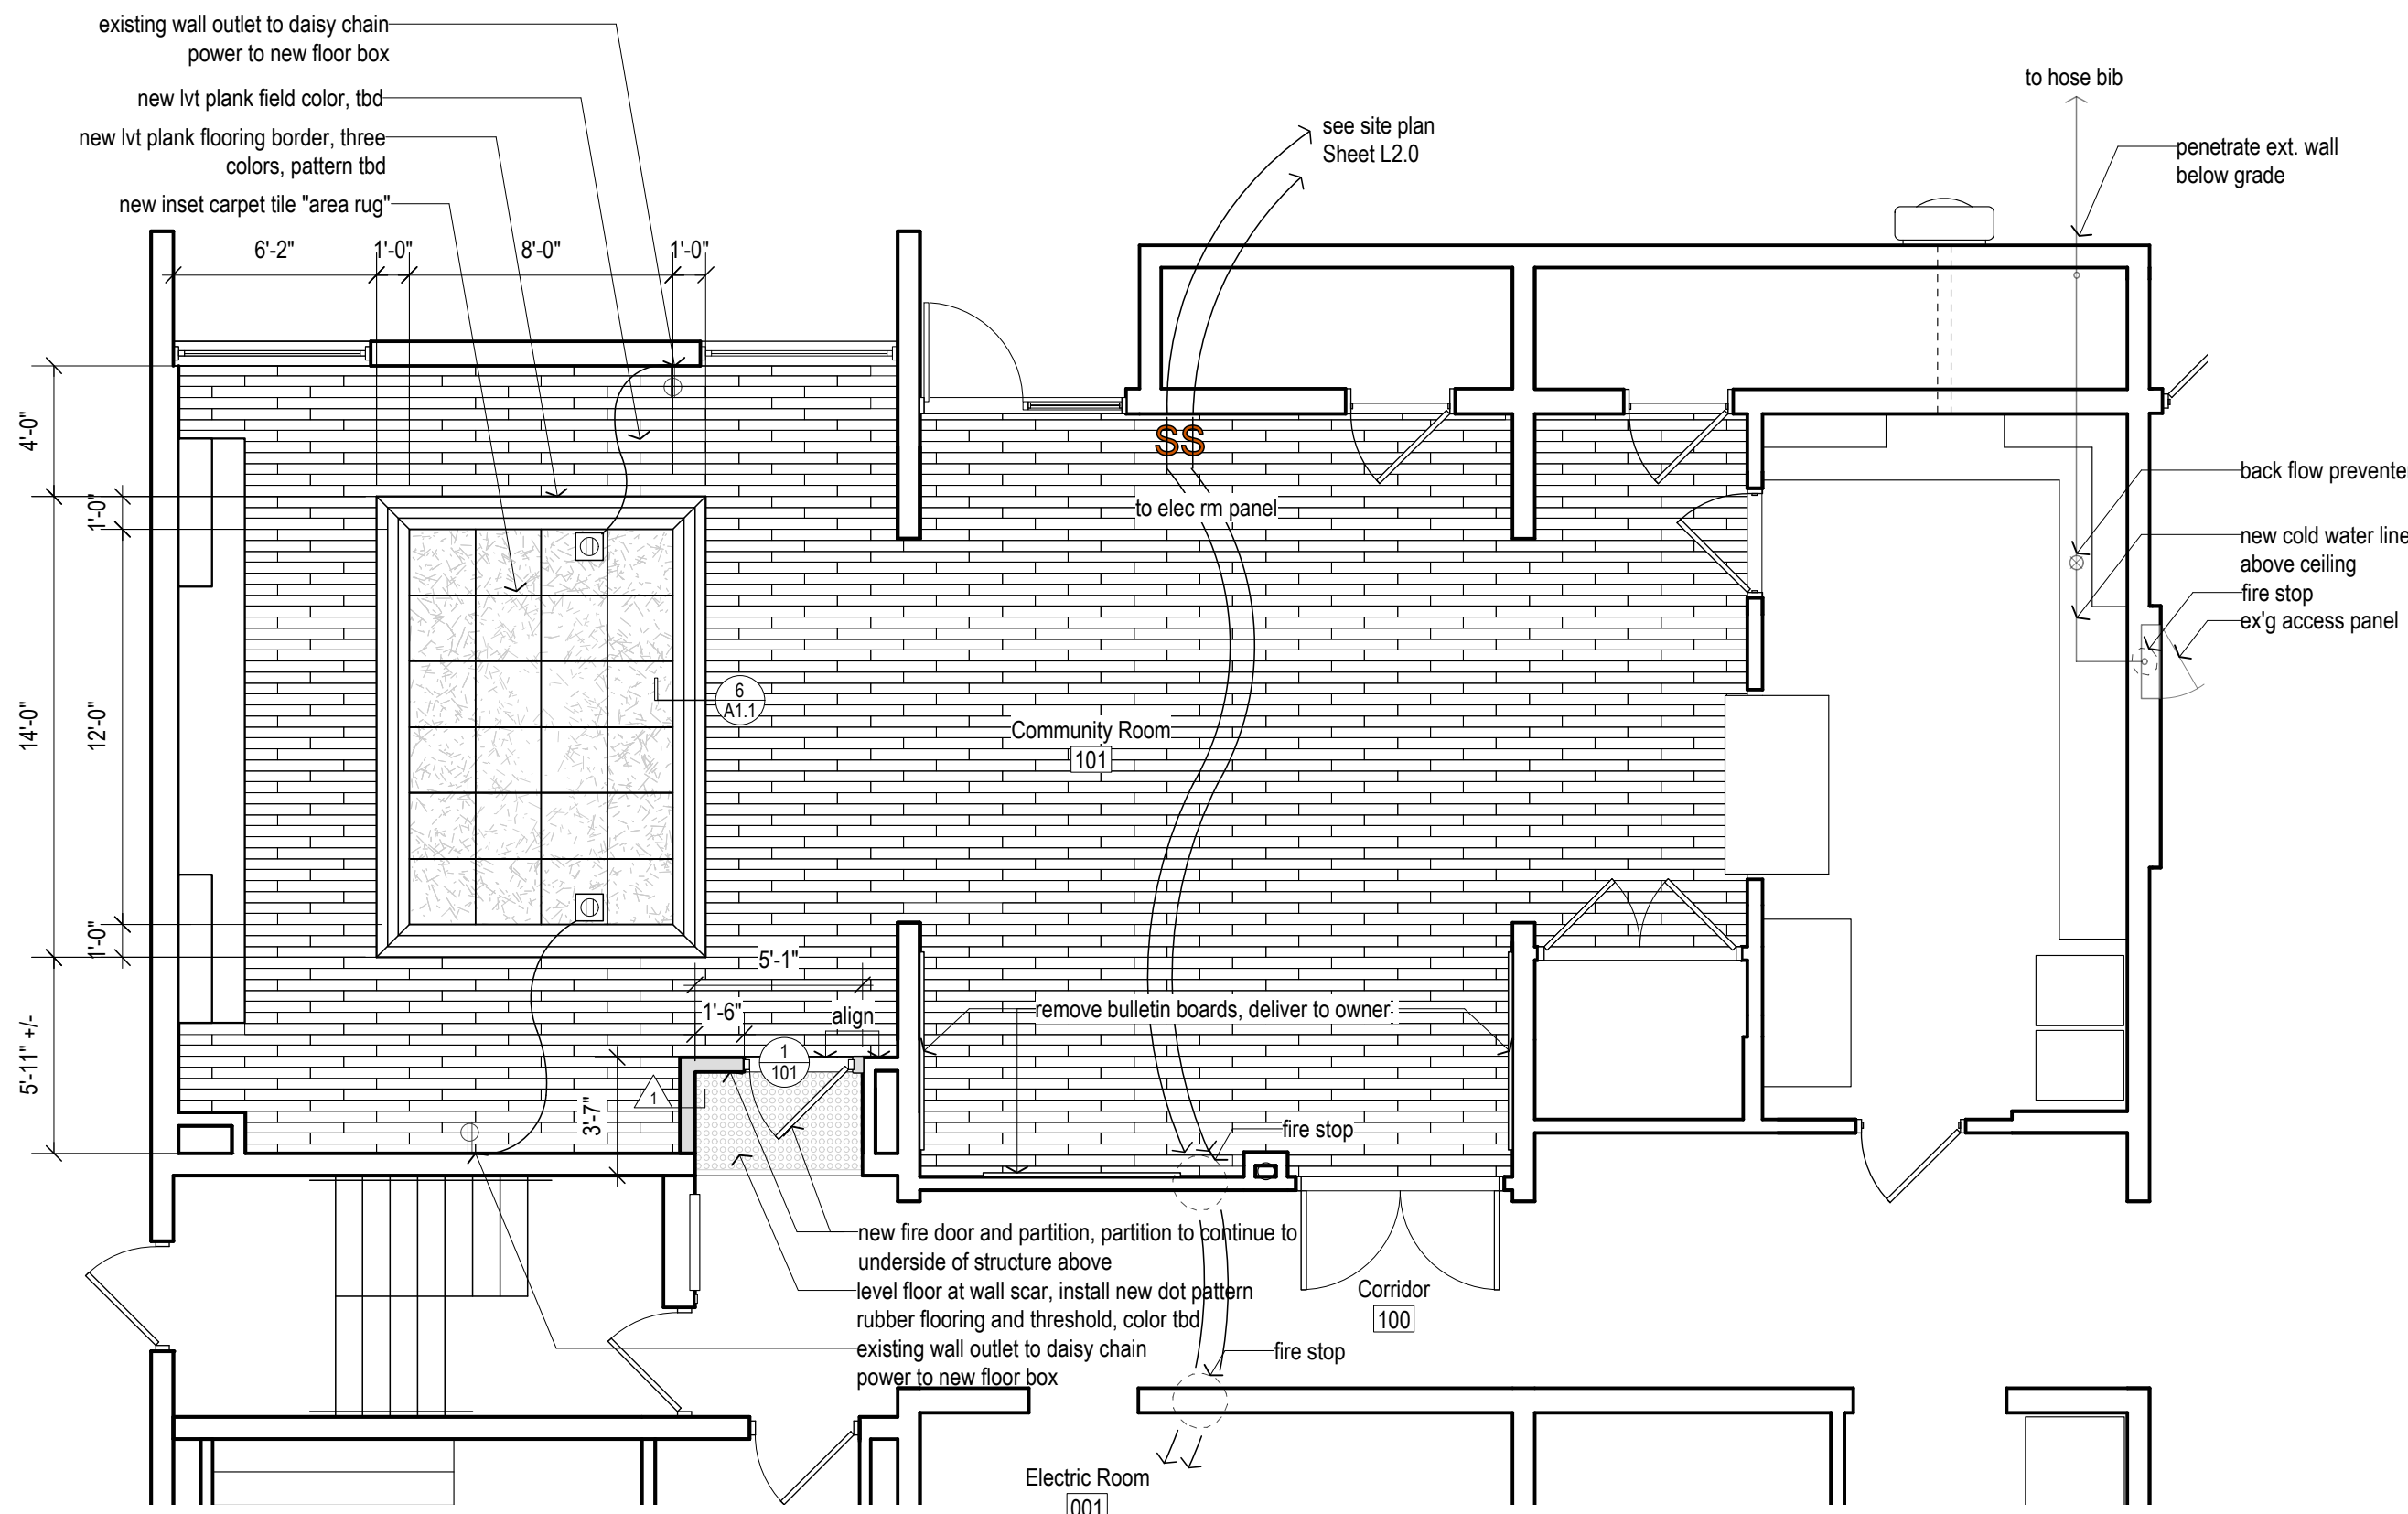 existing wall outlet to daisy chain
power to new floor box
new lvt plank field color, tbd
new lvt plank flooring border, three
colors, pattern tbd
new inset carpet tile "area rug"
see site plan
Sheet L2.0
to hose bib
penetrate ext. wall
below grade
6'-2"
1'-0"
8'-0"
1'-0"
4'-0"
1'-0"
14'-0"
12'-0"
1'-0"
5'-11" +/-
SS
to elec rm panel
back flow prevente
new cold water line
above ceiling
fire stop
ex'g access panel
6
A1.1
Community Room
101
5'-1"
1'-6"
align
remove bulletin boards, deliver to owner
1
101
1
3'-7"
fire stop
new fire door and partition, partition to continue to
underside of structure above
level floor at wall scar, install new dot pattern
rubber flooring and threshold, color tbd
existing wall outlet to daisy chain
power to new floor box
Corridor
100
fire stop
Electric Room
001